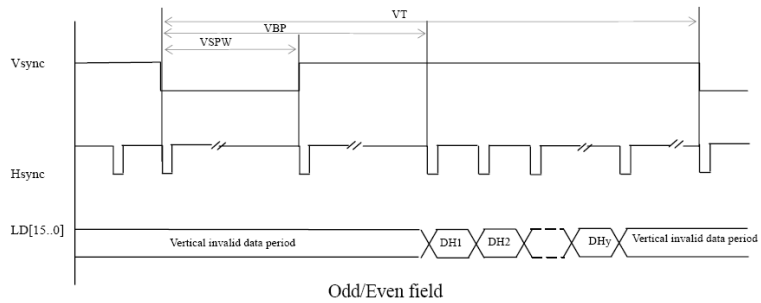 VT
VBP
VSPW
Vsync
Hsync
LD[15..0]
Vertical invalid data period
DH1
DH2
DHy
Vertical invalid data period
Odd/Even field